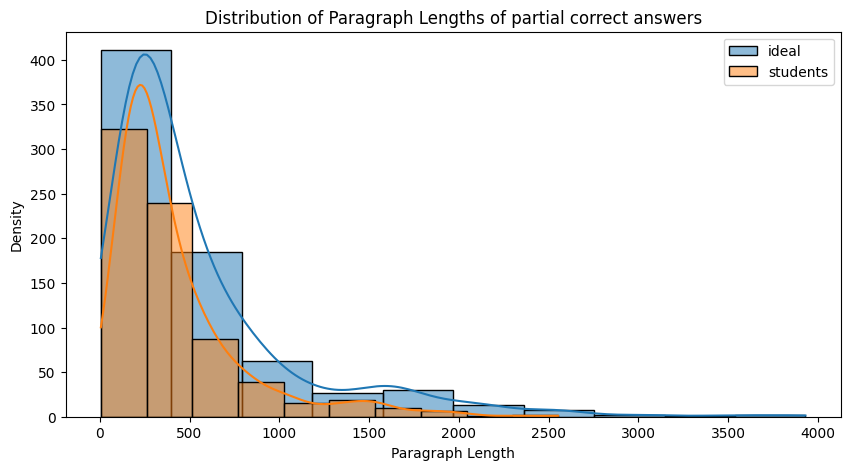 Distribution of Paragraph Lengths of partial correct answers
ideal
students
400
350
300
250
200
150
100
50
0
Density
0 500 1000 1500 2000 2500 3000 3500 4000
Paragraph Length